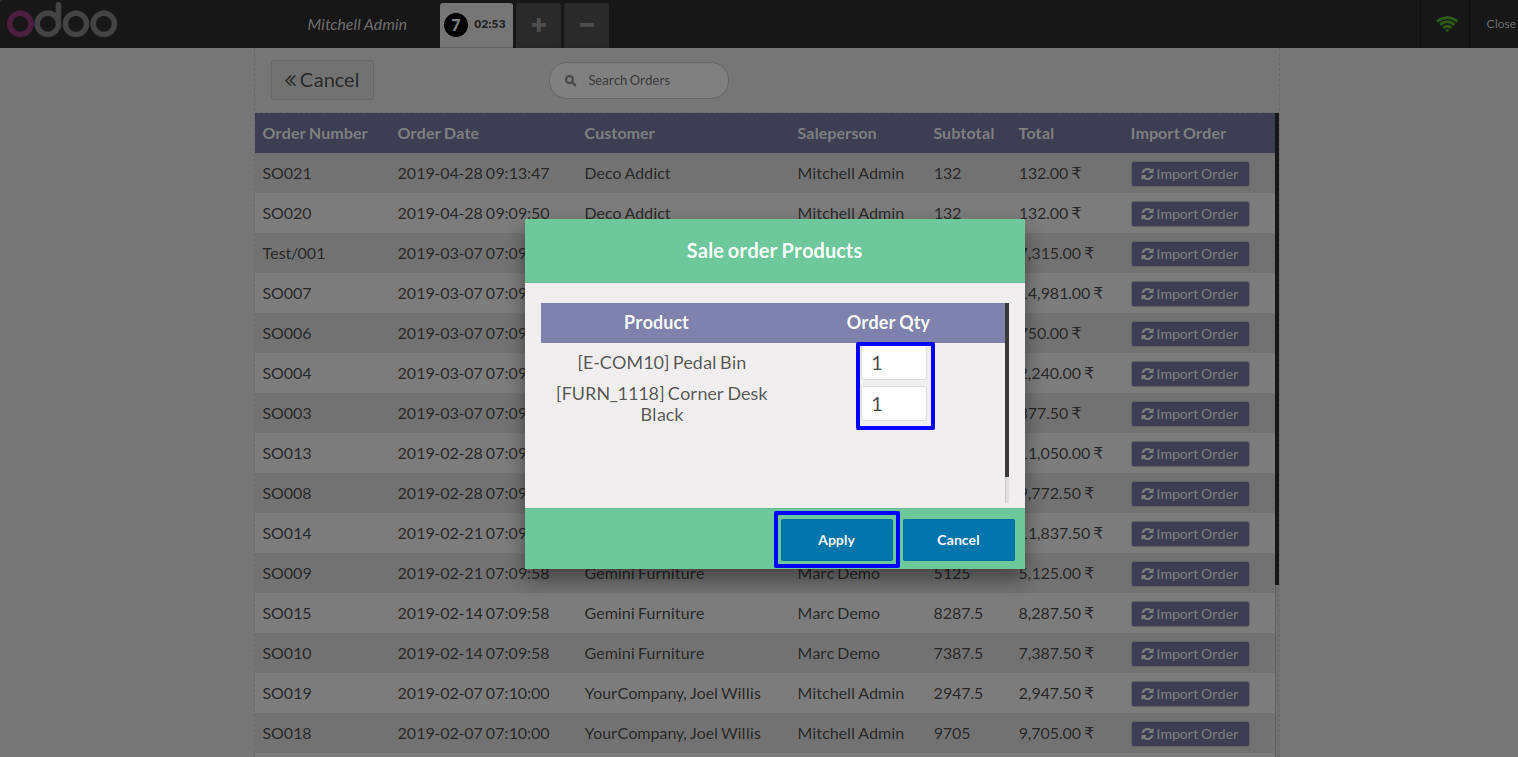 odoo Mitchell Admin 7 02:53 + − Close
Cancel Search Orders
Order Number Order Date Customer Saleperson Subtotal Total Import Order
SO021 2019-04-28 09:13:47 Deco Addict Mitchell Admin 132 132.00 ₹ Import Order
SO020 2019-04-28 09:09:50 Deco Addict Mitchell Admin 132 132.00 ₹ Import Order
Test/001 2019-03-07 07:09 7,315.00 ₹ Import Order
SO007 2019-03-07 07:09 4,981.00 ₹ Import Order
SO006 2019-03-07 07:09 750.00 ₹ Import Order
SO004 2019-03-07 07:09 2,240.00 ₹ Import Order
SO003 2019-03-07 07:09 377.50 ₹ Import Order
SO013 2019-02-28 07:09 1,050.00 ₹ Import Order
SO008 2019-02-28 07:09 9,772.50 ₹ Import Order
SO014 2019-02-21 07:09 1,837.50 ₹ Import Order
SO009 2019-02-21 07:09:58 Gemini Furniture Marc Demo 5125 5,125.00 ₹ Import Order
SO015 2019-02-14 07:09:58 Gemini Furniture Marc Demo 8287.5 8,287.50 ₹ Import Order
SO010 2019-02-14 07:09:58 Gemini Furniture Marc Demo 7387.5 7,387.50 ₹ Import Order
SO019 2019-02-07 07:10:00 YourCompany, Joel Willis Mitchell Admin 2947.5 2,947.50 ₹ Import Order
SO018 2019-02-07 07:10:00 YourCompany, Joel Willis Mitchell Admin 9705 9,705.00 ₹ Import Order
Sale order Products
Product Order Qty
[E-COM10] Pedal Bin 1
[FURN_1118] Corner Desk
Black 1
Apply Cancel